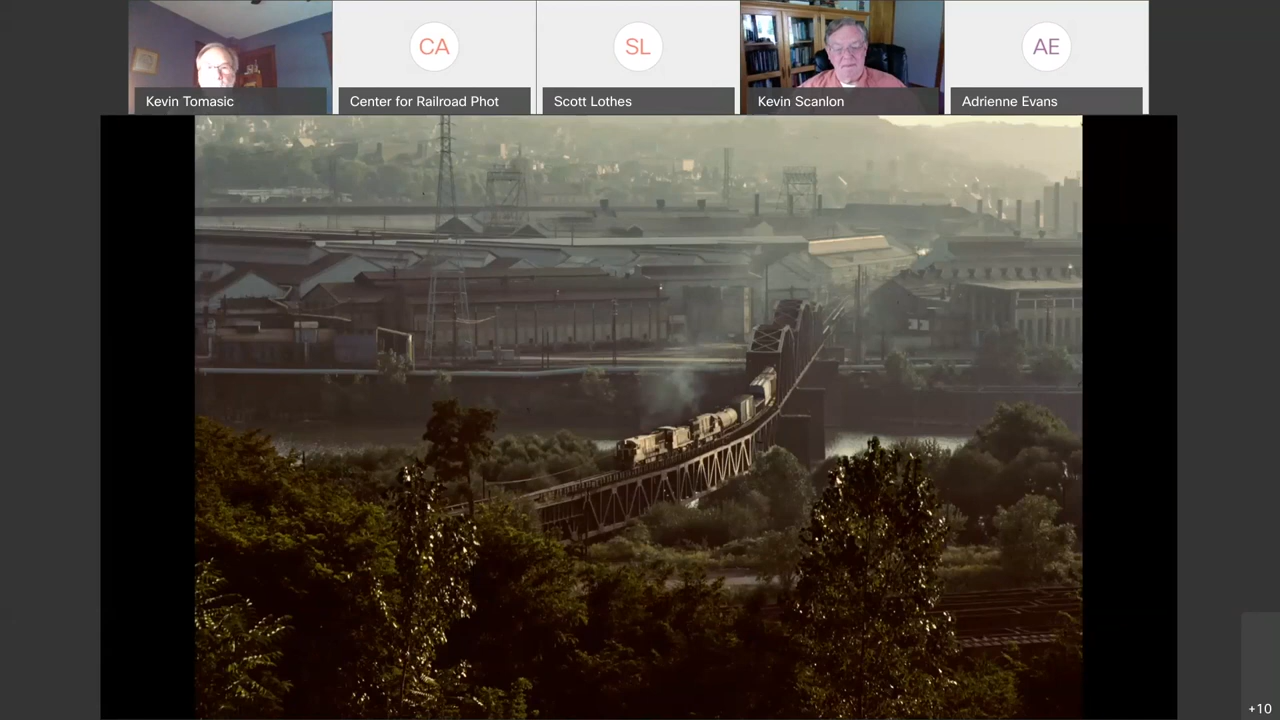 CA
SL
AE
Kevin Tomasic
Center for Railroad Phot
Scott Lothes
Kevin Scanlon
Adrienne Evans
+10